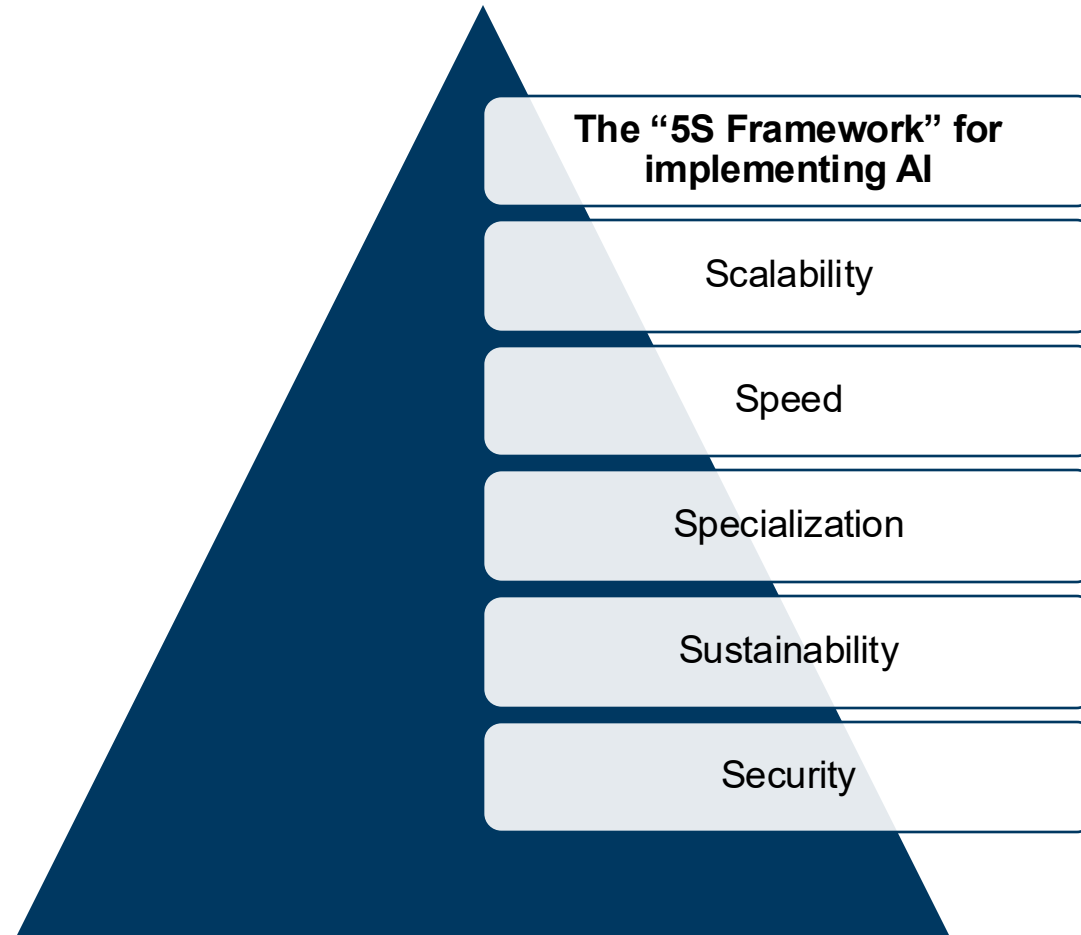 The “5S Framework” for
implementing AI
Scalability
Speed
Specialization
Sustainability
Security